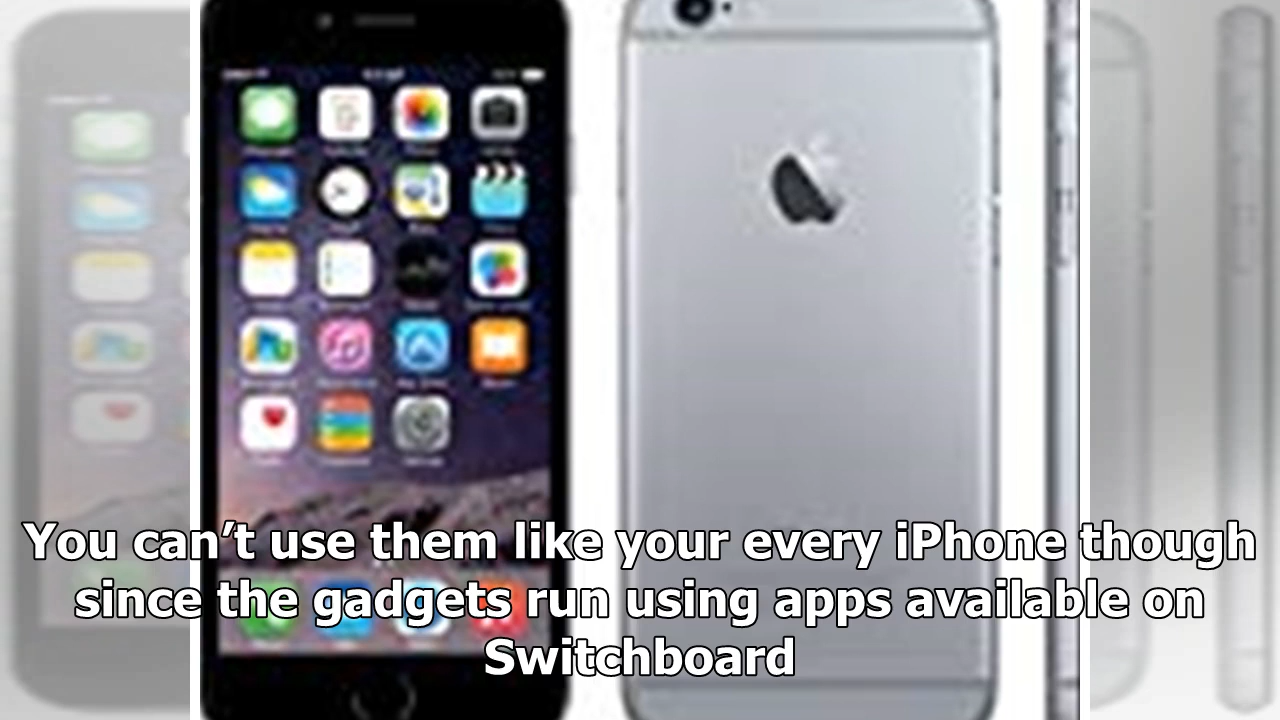 You can’t use them like your every iPhone though
since the gadgets run using apps available on
Switchboard